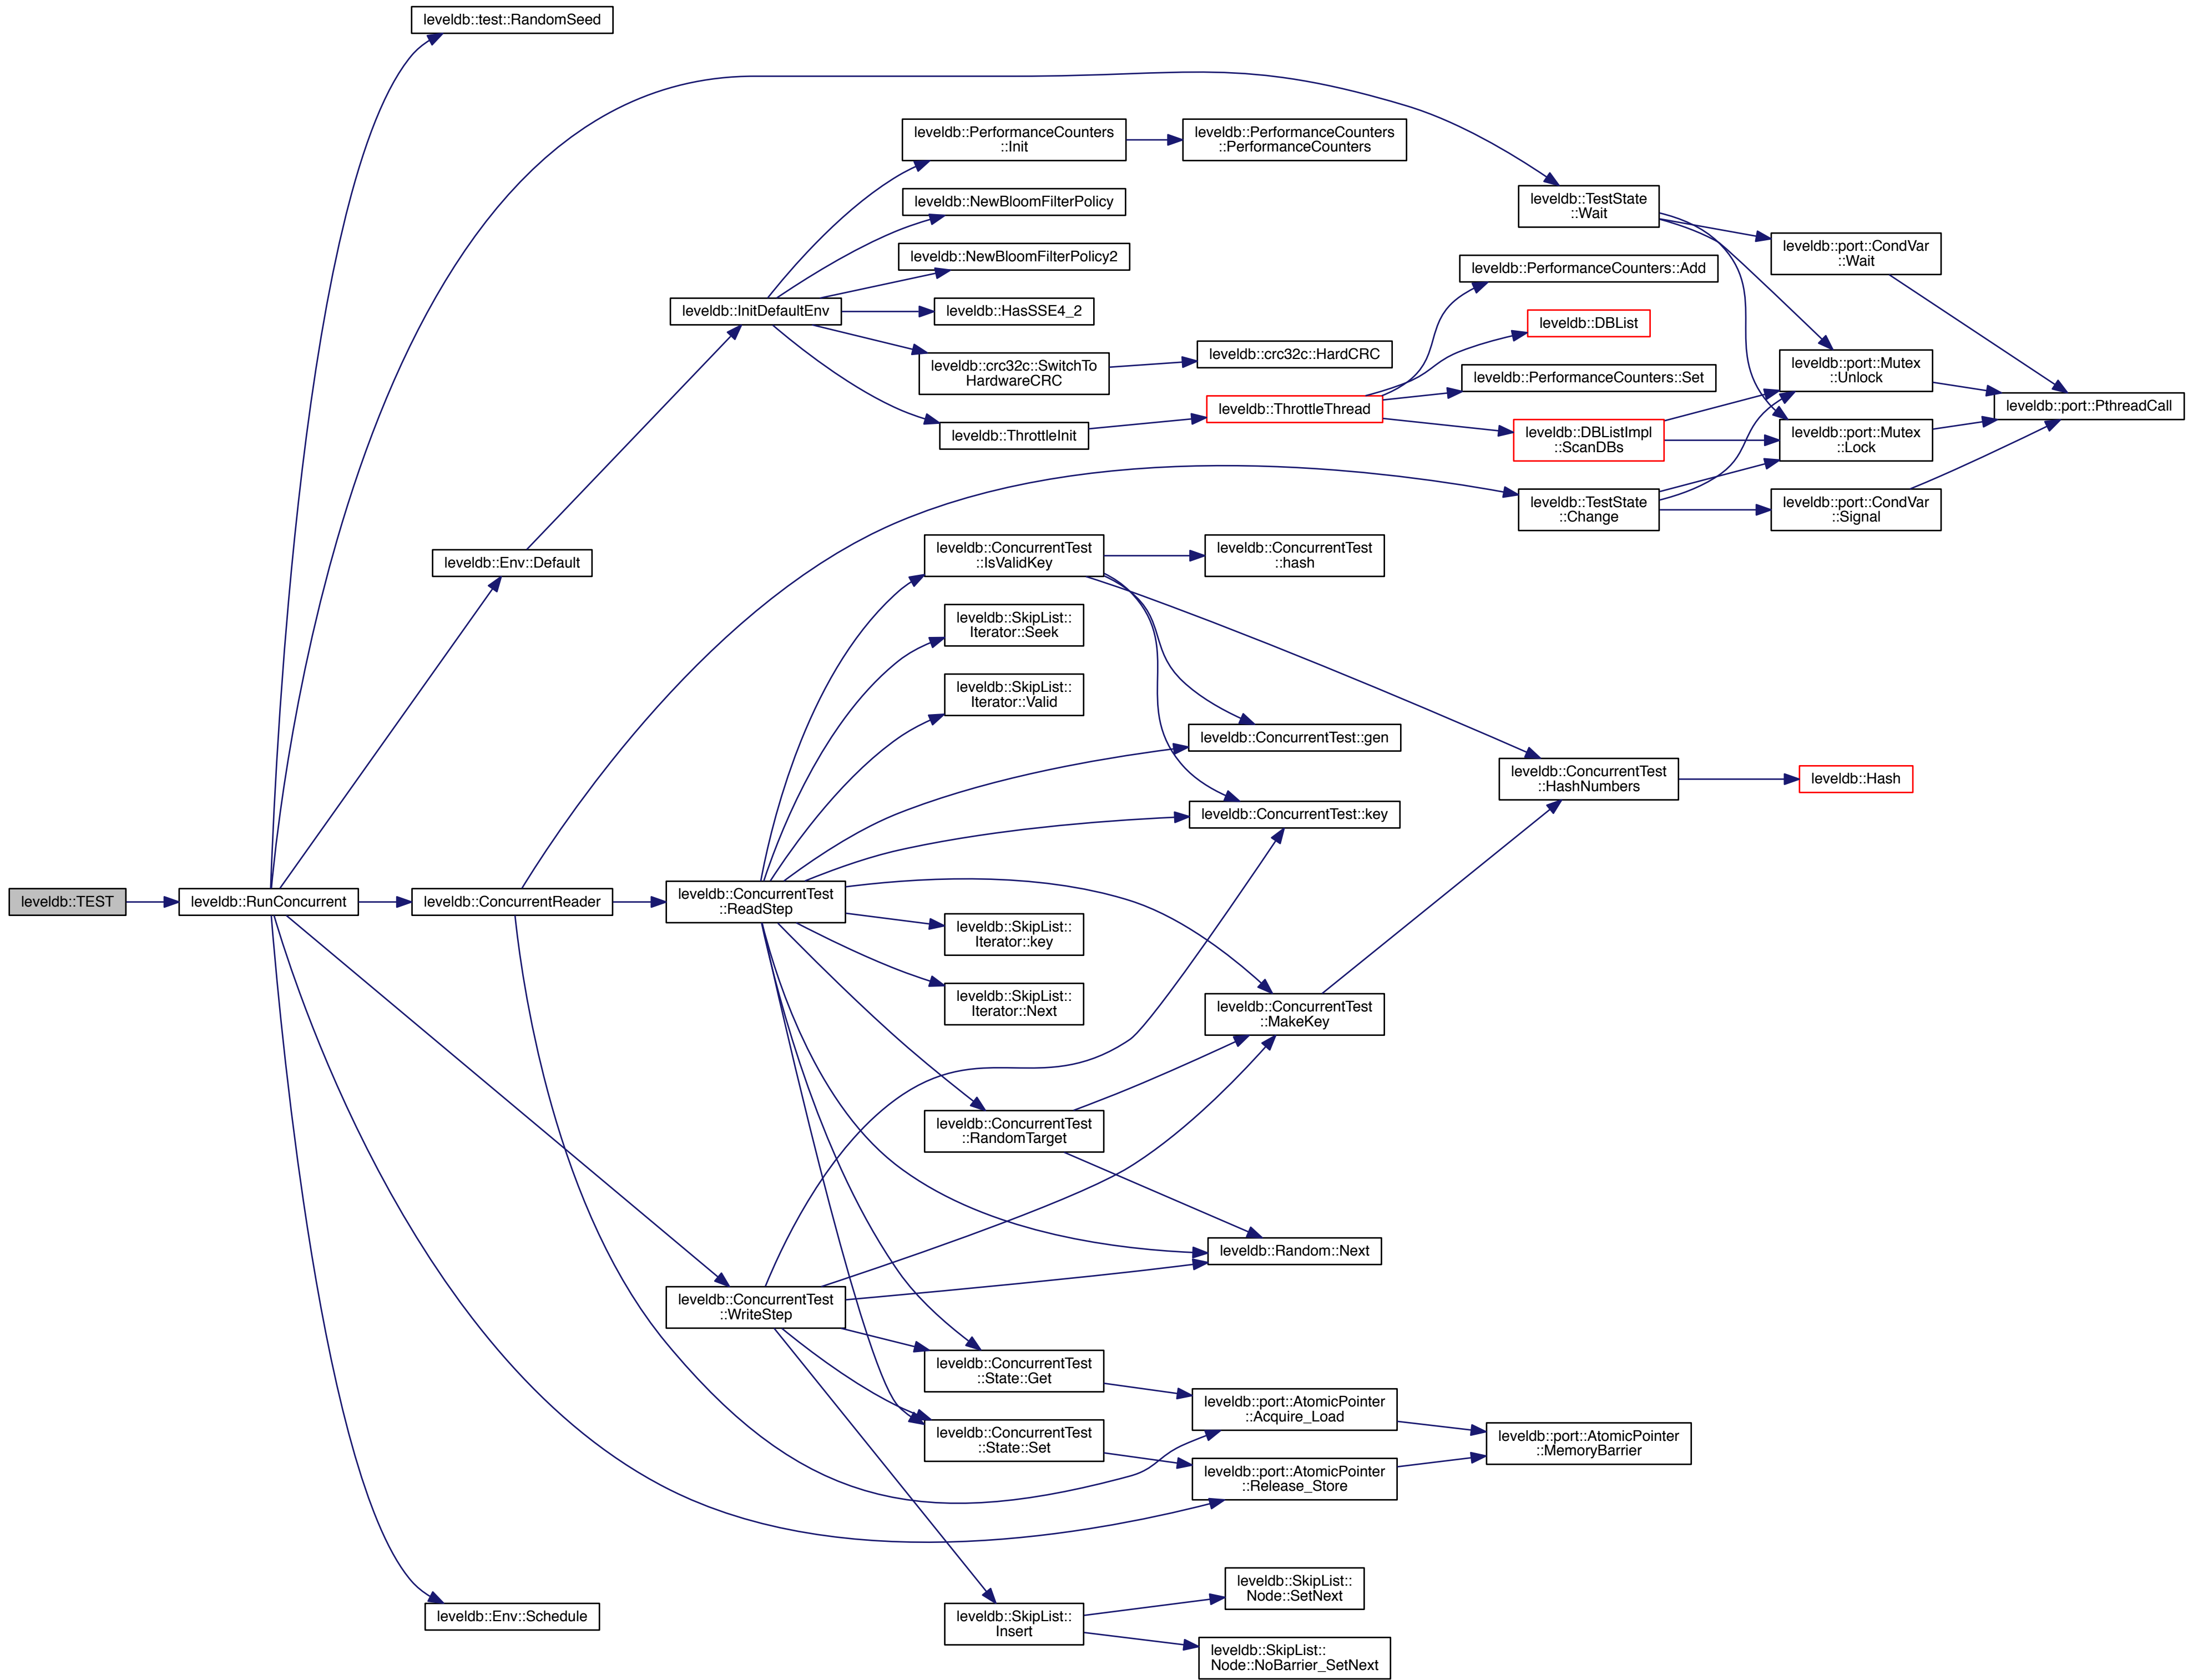 leveldb::test::RandomSeed
leveldb::PerformanceCounters
::Init
leveldb::PerformanceCounters
::PerformanceCounters
leveldb::NewBloomFilterPolicy
leveldb::TestState
::Wait
leveldb::port::CondVar
::Wait
leveldb::NewBloomFilterPolicy2
leveldb::PerformanceCounters::Add
leveldb::InitDefaultEnv
leveldb::HasSSE4_2
leveldb::DBList
leveldb::crc32c::HardCRC
leveldb::crc32c::SwitchTo
HardwareCRC
leveldb::port::Mutex
::Unlock
leveldb::PerformanceCounters::Set
leveldb::ThrottleThread
leveldb::port::PthreadCall
leveldb::ThrottleInit
leveldb::DBListImpl
::ScanDBs
leveldb::port::Mutex
::Lock
leveldb::TestState
::Change
leveldb::port::CondVar
::Signal
leveldb::Env::Default
leveldb::ConcurrentTest
::IsValidKey
leveldb::ConcurrentTest
::hash
leveldb::SkipList::
Iterator::Seek
leveldb::SkipList::
Iterator::Valid
leveldb::ConcurrentTest::gen
leveldb::ConcurrentTest
::HashNumbers
leveldb::Hash
leveldb::ConcurrentTest::key
leveldb::TEST
leveldb::RunConcurrent
leveldb::ConcurrentReader
leveldb::ConcurrentTest
::ReadStep
leveldb::SkipList::
Iterator::key
leveldb::SkipList::
Iterator::Next
leveldb::ConcurrentTest
::MakeKey
leveldb::ConcurrentTest
::RandomTarget
leveldb::Random::Next
leveldb::ConcurrentTest
::WriteStep
leveldb::ConcurrentTest
::State::Get
leveldb::port::AtomicPointer
::Acquire_Load
leveldb::ConcurrentTest
::State::Set
leveldb::port::AtomicPointer
::MemoryBarrier
leveldb::port::AtomicPointer
::Release_Store
leveldb::SkipList::
Node::SetNext
leveldb::Env::Schedule
leveldb::SkipList::
Insert
leveldb::SkipList::
Node::NoBarrier_SetNext